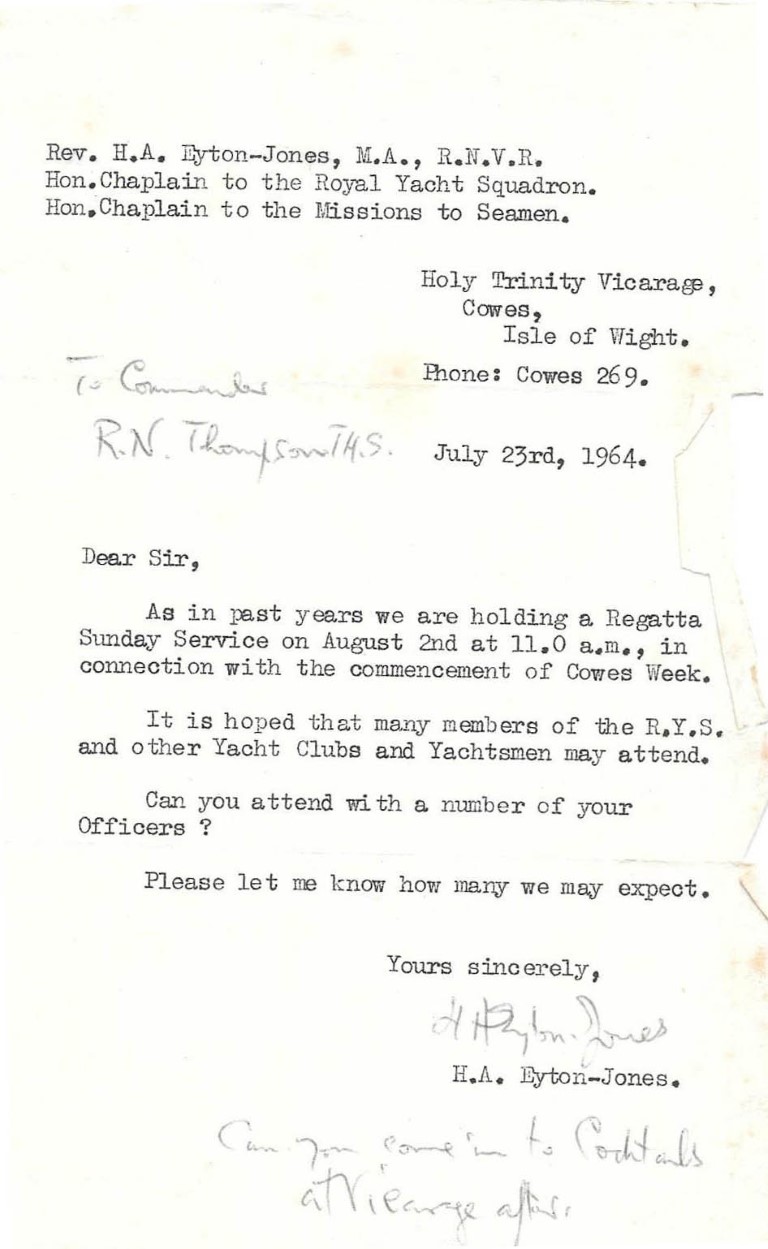 Rev. H.A. Eyton-Jones, M.A., R.N.V.R.
Hon.Chaplain to the Royal Yacht Squadron.
Hon.Chaplain to the Missions to Seamen.
Holy Trinity Vicarage,
Cowes,
Isle of Wight.
Phone: Cowes 269.
To Commander
R.N. Thompson
July 23rd, 1964.
Dear Sir,
As in past years we are holding a Regatta
Sunday Service on August 2nd at 11.0 a.m., in
connection with the commencement of Cowes Week.
It is hoped that many members of the R.Y.S.
and other Yacht Clubs and Yachtsmen may attend.
Can you attend with a number of your
Officers ?
Please let me know how many we may expect.
Yours sincerely,
H A Eyton-Jones
H.A. Eyton-Jones.
Can you come in to Cocktails
at Vicarage after.